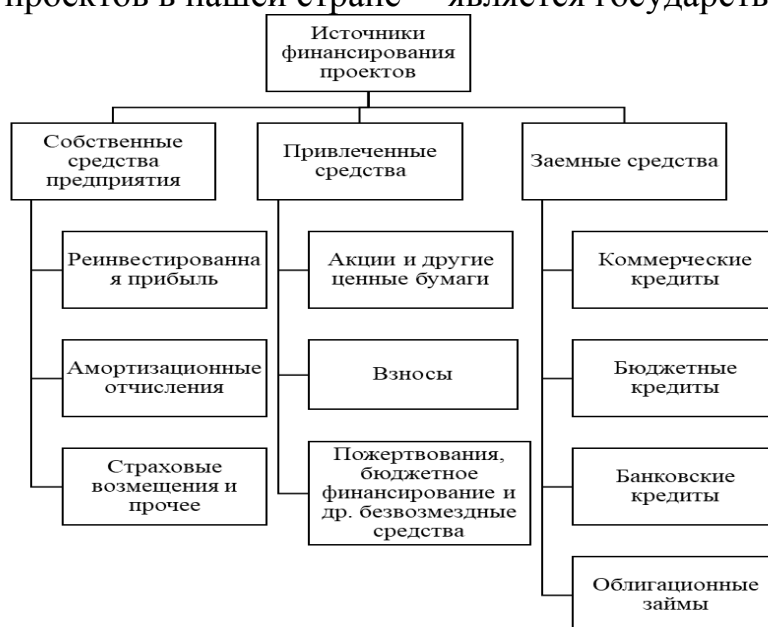 проектов в нашей стране – является государств
Источники
финансирования
проектов
Собственные
средства
предприятия
Привлеченные
средства
Заемные средства
Реинвестированна
я прибыль
Акции и другие
ценные бумаги
Коммерческие
кредиты
Амортизационные
отчисления
Взносы
Бюджетные
кредиты
Страховые
возмещения и
прочее
Пожертвования,
бюджетное
финансирование и
др. безвозмездные
средства
Банковские
кредиты
Облигационные
займы